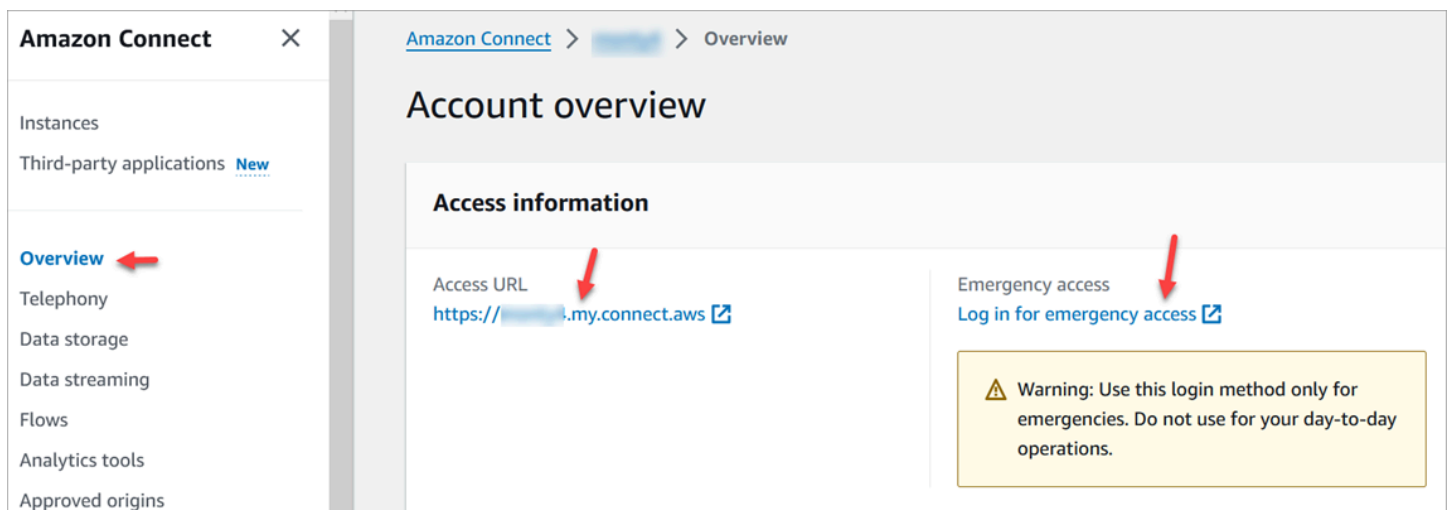 Amazon Connect
Instances
Third-party applications New
Overview
Telephony
Data storage
Data streaming
Flows
Analytics tools
Approved origins
Amazon Connect > > Overview
Account overview
Access information
Access URL
https:// .my.connect.aws
Emergency access
Log in for emergency access
Warning: Use this login method only for
emergencies. Do not use for your day-to-day
operations.